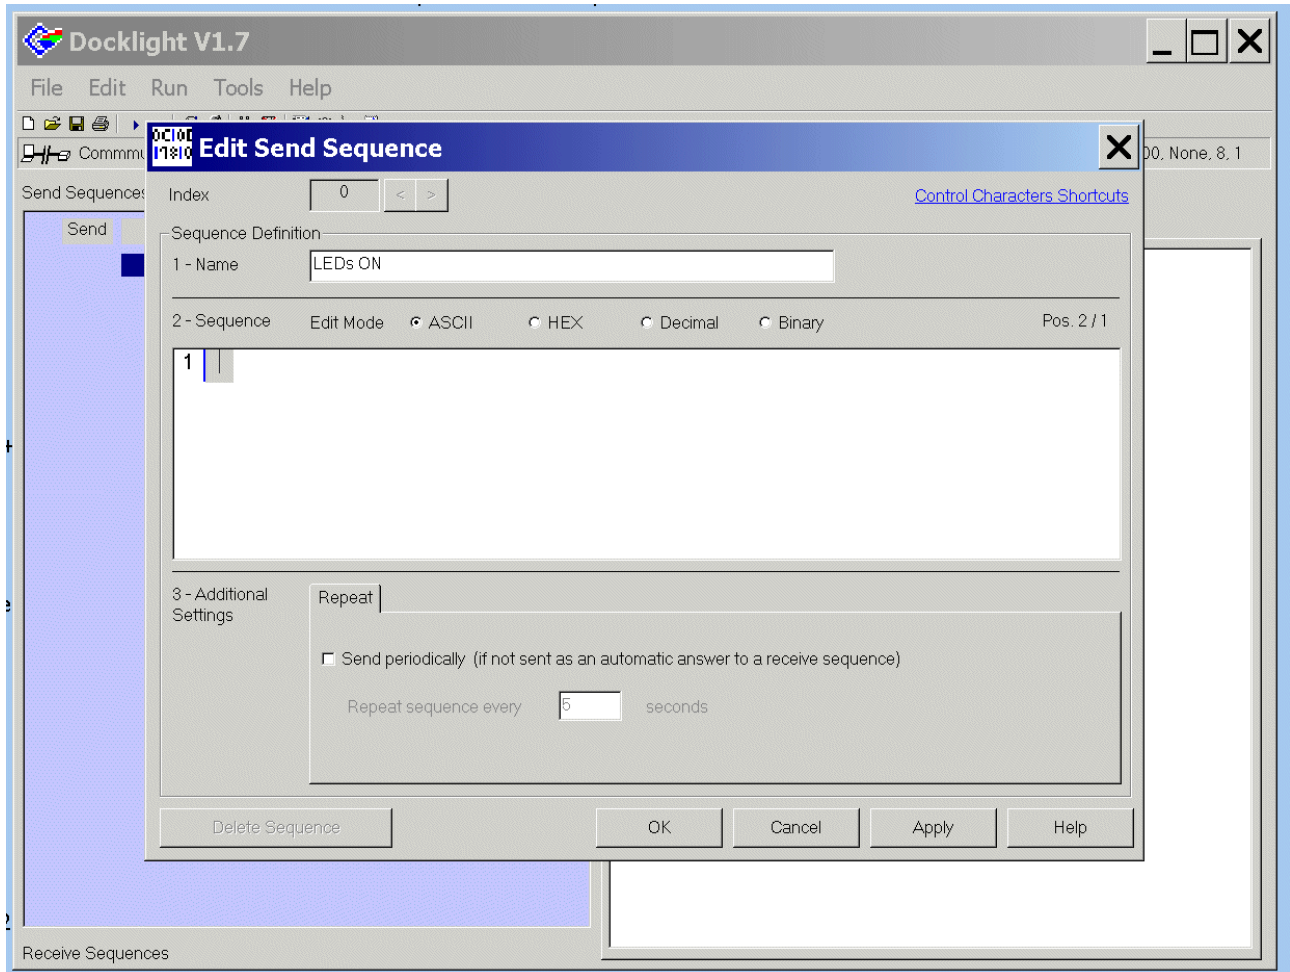 Docklight V1.7
File Edit Run Tools Help
Edit Send Sequence
None, 8, 1
Send Sequences
Index 0 < > Control Characters Shortcuts
Send
Sequence Definition
1 - Name LEDs ON
2 - Sequence Edit Mode ASCII HEX Decimal Binary Pos. 2 / 1
1
3 - Additional Settings
Repeat
Send periodically (if not sent as an automatic answer to a receive sequence)
Repeat sequence every 5 seconds
Delete Sequence OK Cancel Apply Help
Receive Sequences